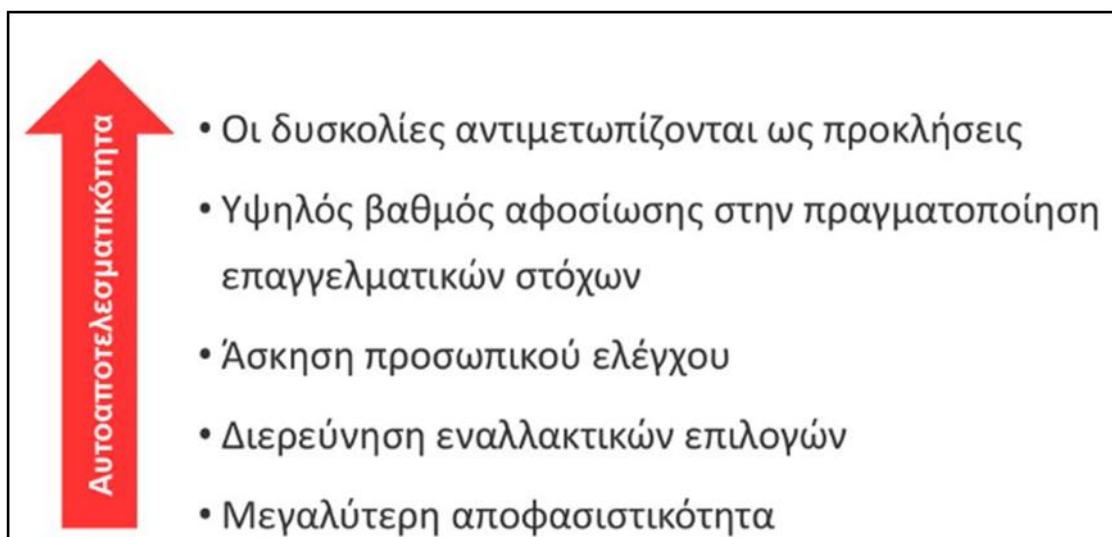 Αυτοαποτελεσματικότητα
• Οι δυσκολίες αντιμετωπίζονται ως προκλήσεις
• Υψηλός βαθμός αφοσίωσης στην πραγματοποίηση
επαγγελματικών στόχων
• Άσκηση προσωπικού ελέγχου
• Διερεύνηση εναλλακτικών επιλογών
• Μεγαλύτερη αποφασιστικότητα